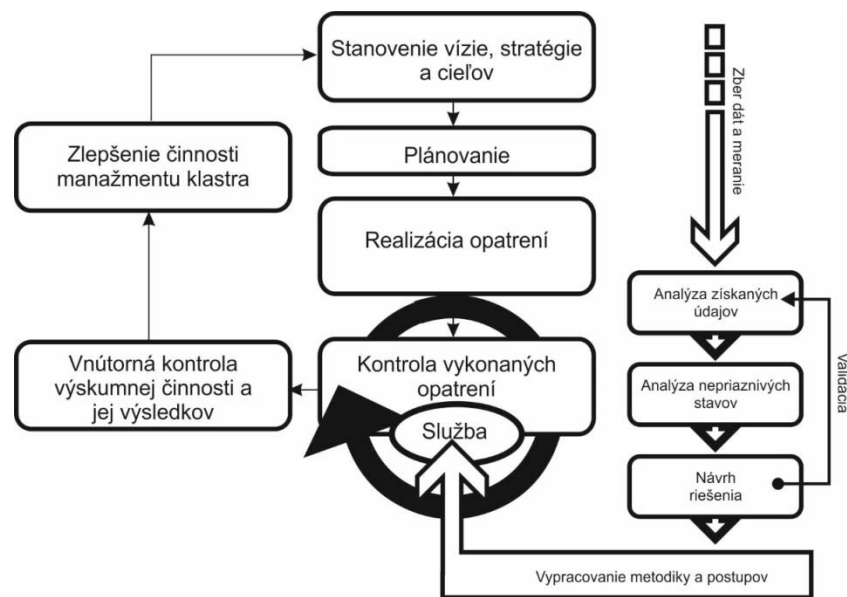 Stanovenie vízie, stratégie
a cieľov
Plánovanie
Zlepšenie činnosti
manažmentu klastra
Realizácia opatrení
Vnútorná kontrola
výskumnej činnosti a
jej výsledkov
Kontrola vykonaných
opatrení
Služba
Zber dát a meranie
Analýza získaných
údajov
Analýza nepriaznivých
stavov
Návrh
riešenia
Validácia
Vypracovanie metodiky a postupov